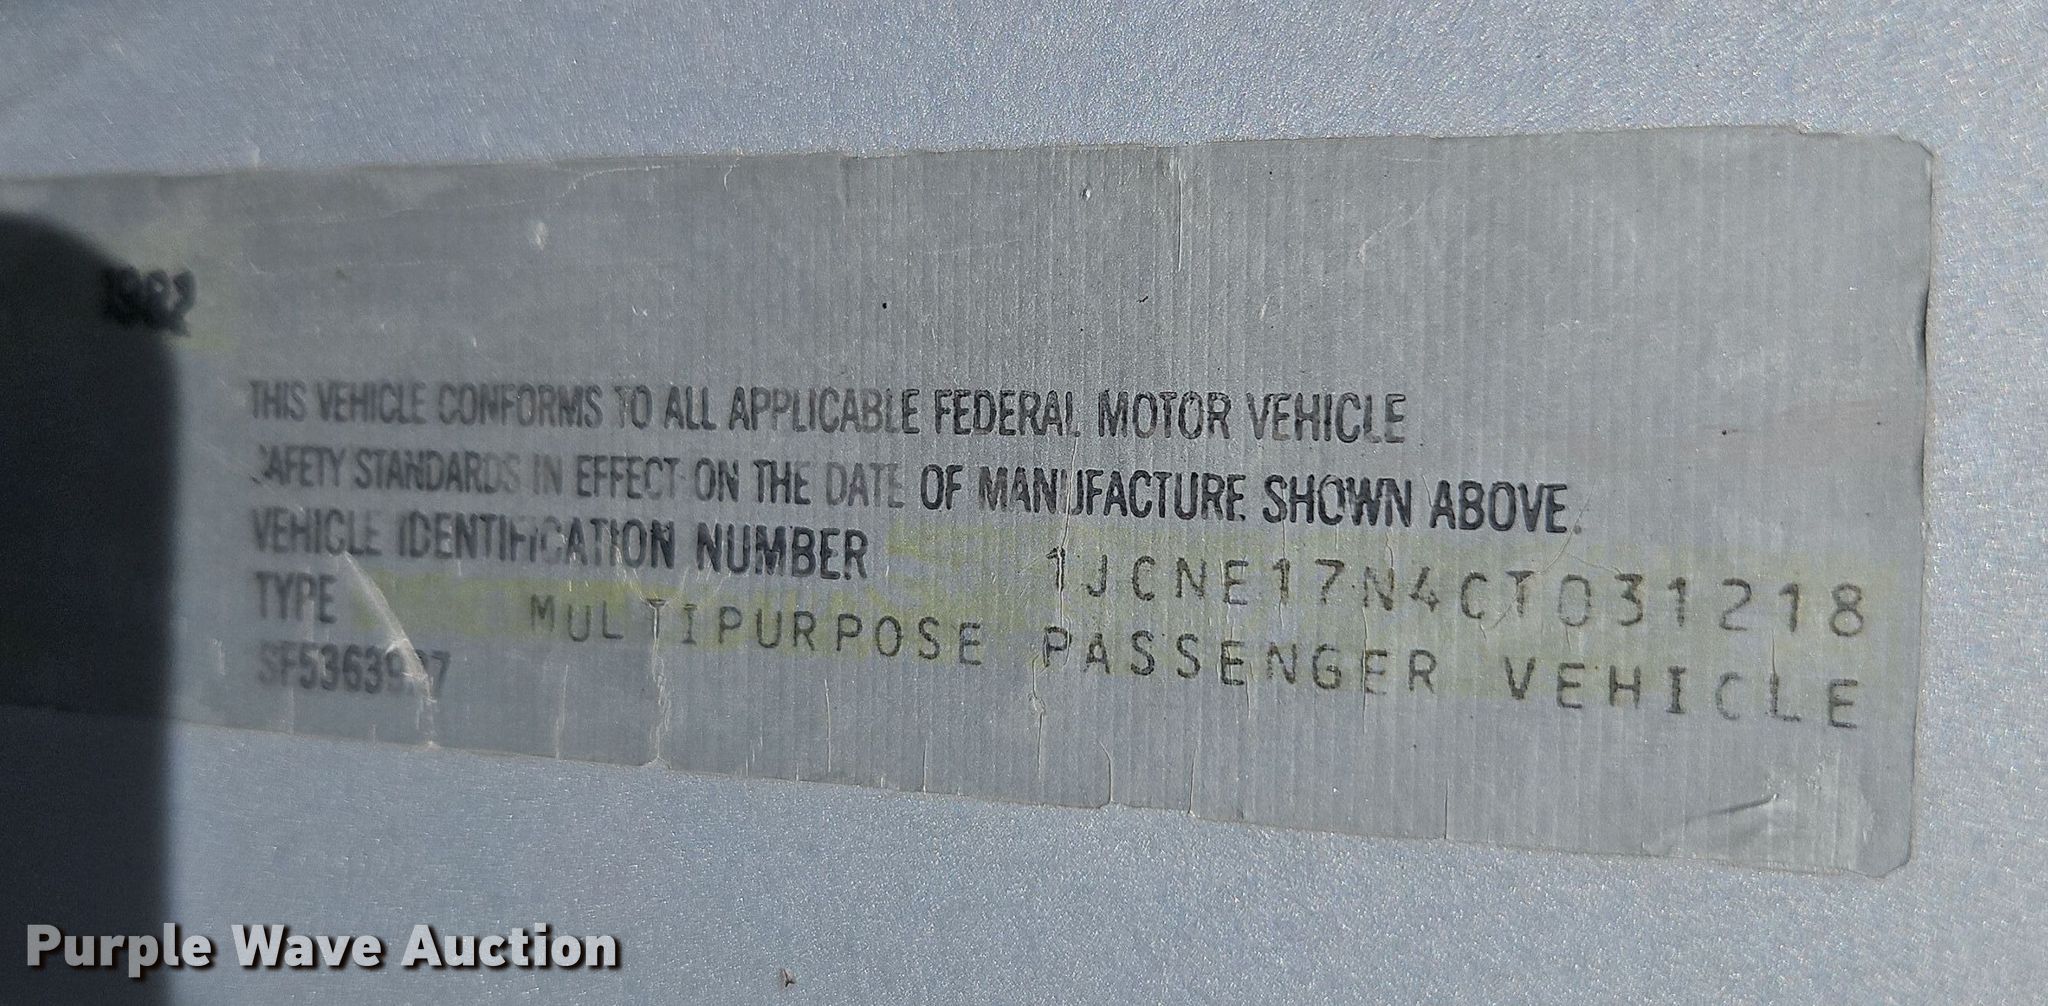 1982
THIS VEHICLE CONFORMS TO ALL APPLICABLE FEDERAL MOTOR VEHICLE
SAFETY STANDARDS IN EFFECT ON THE DATE OF MANUFACTURE SHOWN ABOVE.
VEHICLE IDENTIFICATION NUMBER 1JCNE17N4CT031218
TYPE MULTIPURPOSE PASSENGER VEHICLE
Purple Wave Auction